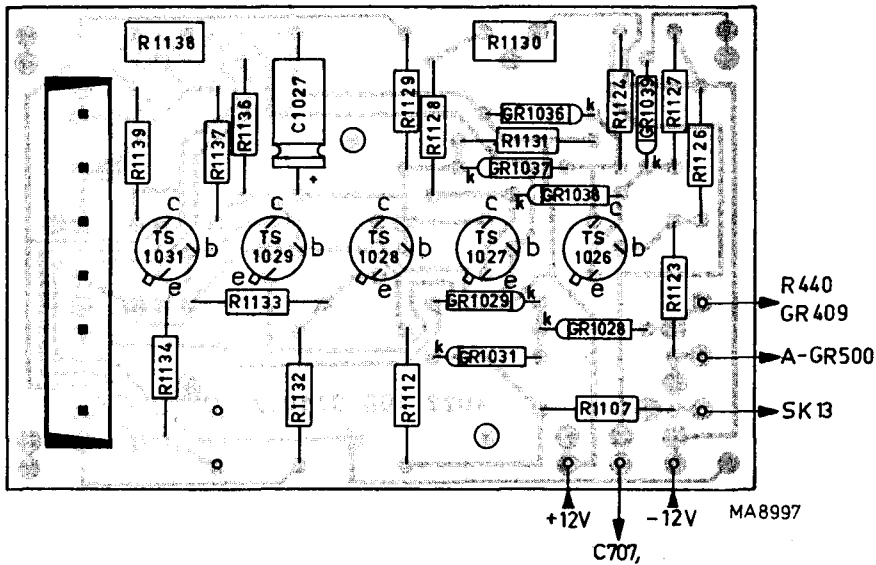 R1138
R1130
R1139
R1137
R1136
C1027
+
R1129
R1128
GR1036
k
R1131
k
GR1037
k
GR1038
R1124
GR1039
k
R1127
R1126
c
TS
1031
b
e
c
TS
1029
b
e
c
TS
1028
b
e
c
TS
1027
b
e
c
TS
1026
b
e
R1123
R1133
GR1029
k
k
GR1028
k
GR1031
R1134
R1132
R1112
R1107
R440
GR409
A-GR500
SK13
+12V
-12V
MA8997
C707,